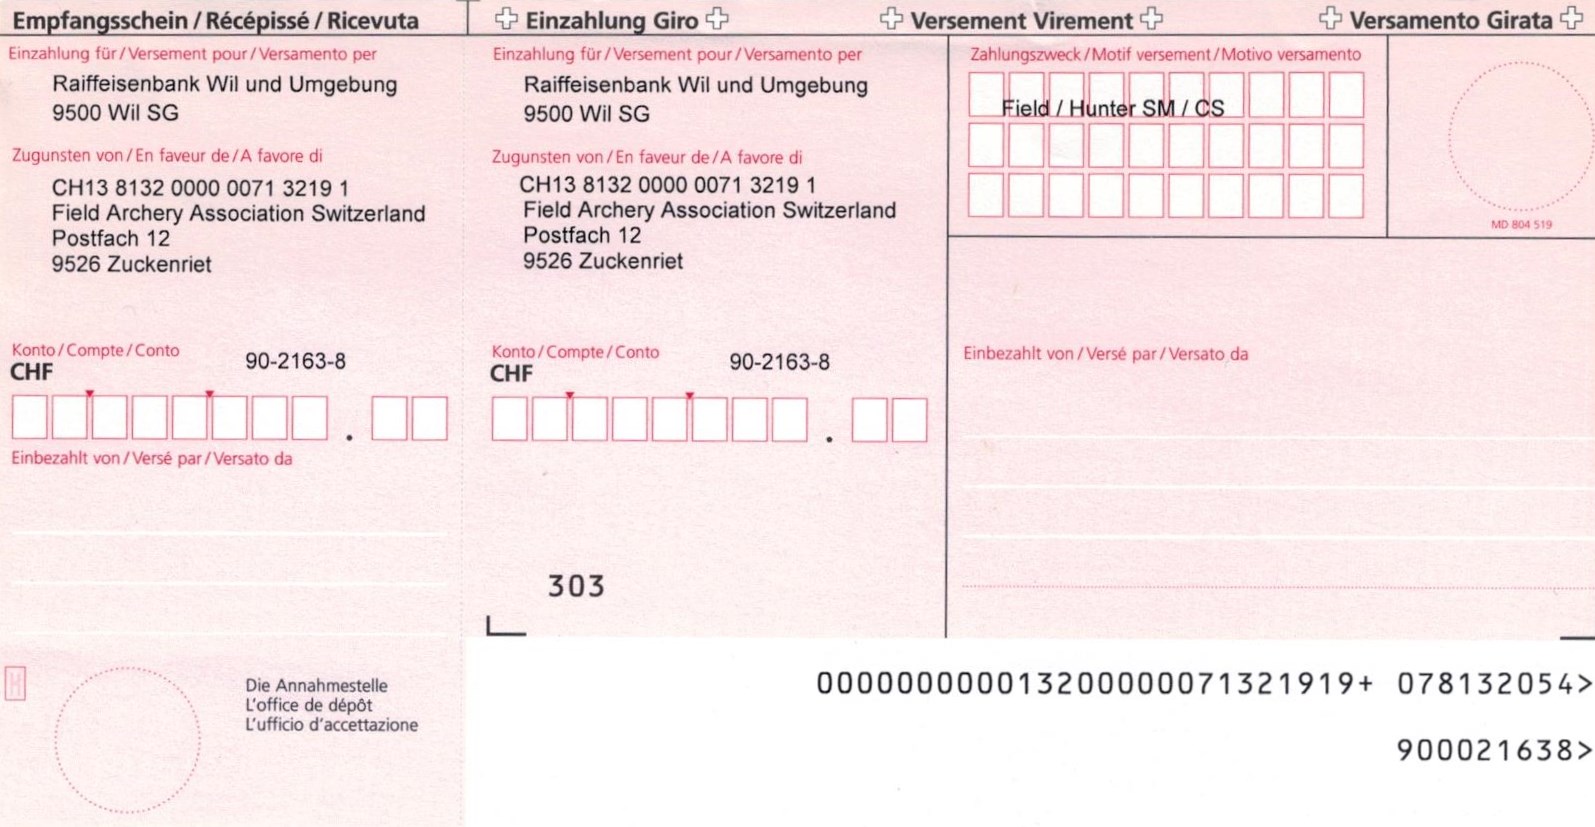 Empfangsschein / Récépissé / Ricevuta
Einzahlung für / Versement pour / Versamento per
Raiffeisenbank Wil und Umgebung
9500 Wil SG
Zugunsten von / En faveur de / A favore di
CH13 8132 0000 0071 3219 1
Field Archery Association Switzerland
Postfach 12
9526 Zuckenriet
Konto / Compte / Conto 90-2163-8
CHF
.
Einbezahlt von / Versé par / Versato da
Die Annahmestelle
L'office de dépôt
L'ufficio d'accettazione
Einzahlung Giro
Versement Virement
Versamento Girata
Einzahlung für / Versement pour / Versamento per
Raiffeisenbank Wil und Umgebung
9500 Wil SG
Zugunsten von / En faveur de / A favore di
CH13 8132 0000 0071 3219 1
Field Archery Association Switzerland
Postfach 12
9526 Zuckenriet
Konto / Compte / Conto 90-2163-8
CHF
.
303
Zahlungszweck / Motif versement / Motivo versamento
Field / Hunter SM / CS
MD 804 519
Einbezahlt von / Versé par / Versato da
000000000013200000071321919+ 078132054>
900021638>